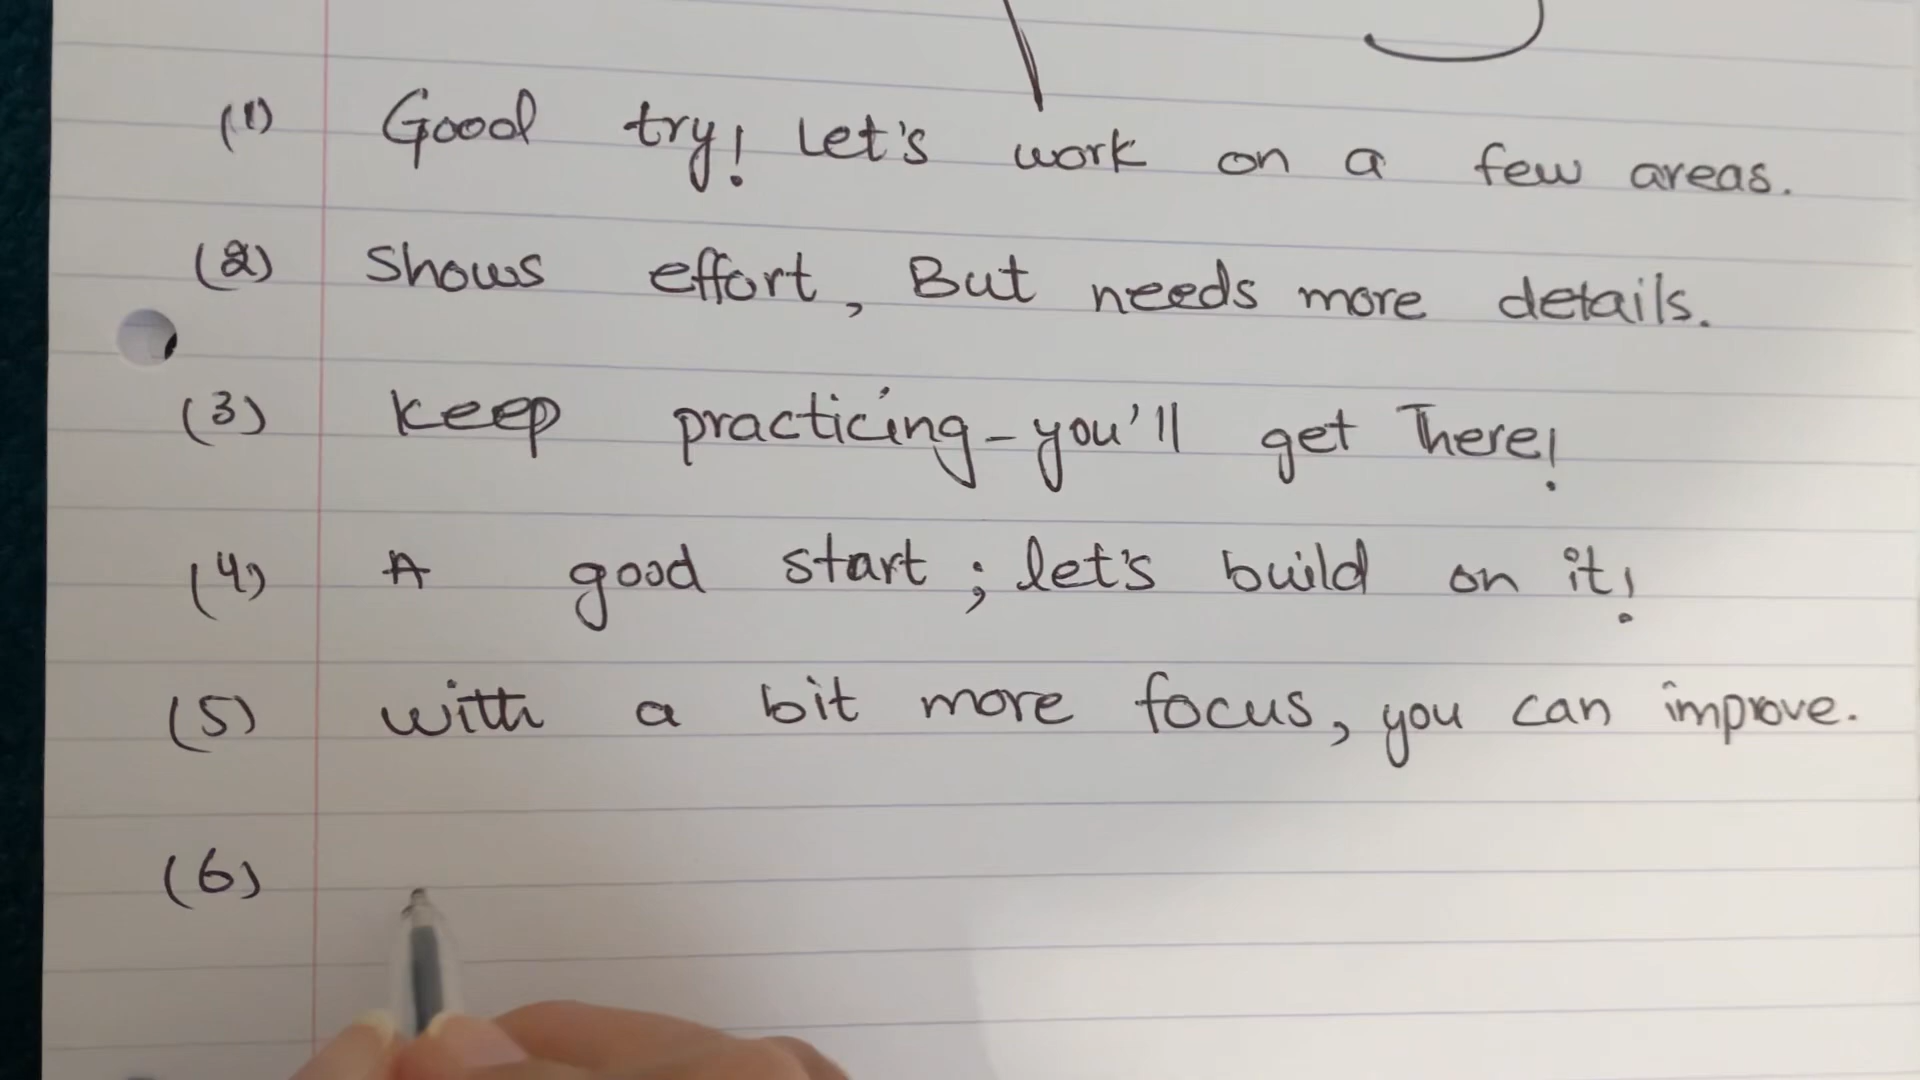 (1) Good try! Let's work on a few areas.
(2) Shows effort, But needs more details.
(3) Keep practicing - you'll get There!
(4) A good start; let's build on it!
(5) with a bit more focus, you can improve.
(6)